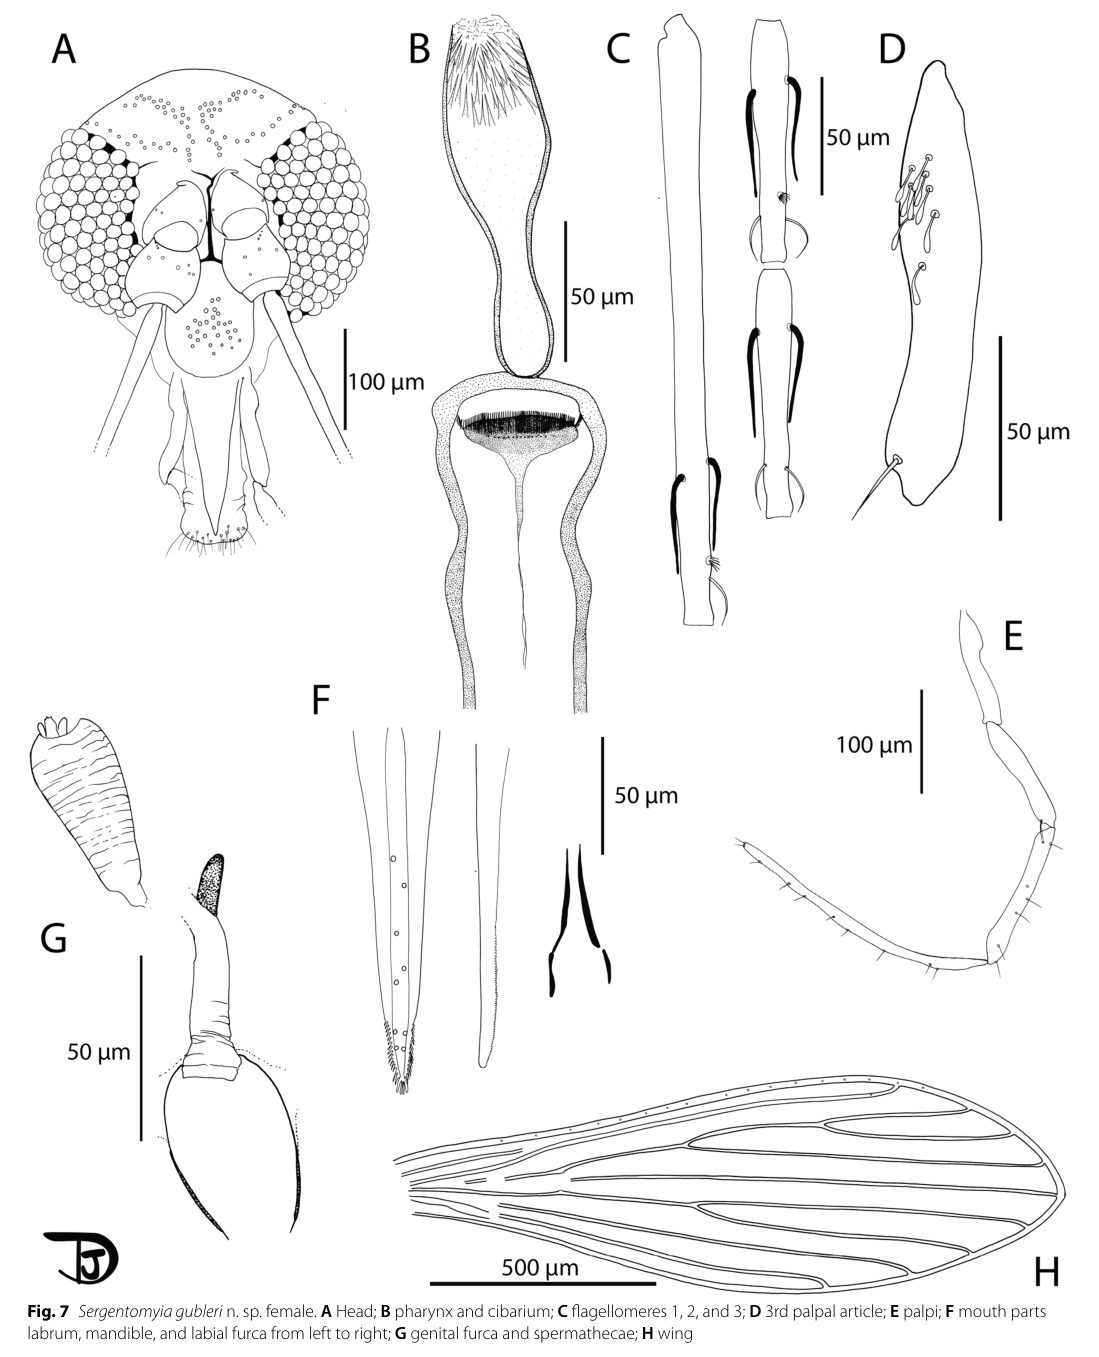 A
B
C
D
50 µm
50 µm
100 µm
50 µm
E
F
100 µm
50 µm
G
50 µm
500 µm
H
J
Fig. 7 Sergentomyia gubleri n. sp. female. A Head; B pharynx and cibarium; C flagellomeres 1, 2, and 3; D 3rd palpal article; E palpi; F mouth parts
labrum, mandible, and labial furca from left to right; G genital furca and spermathecae; H wing